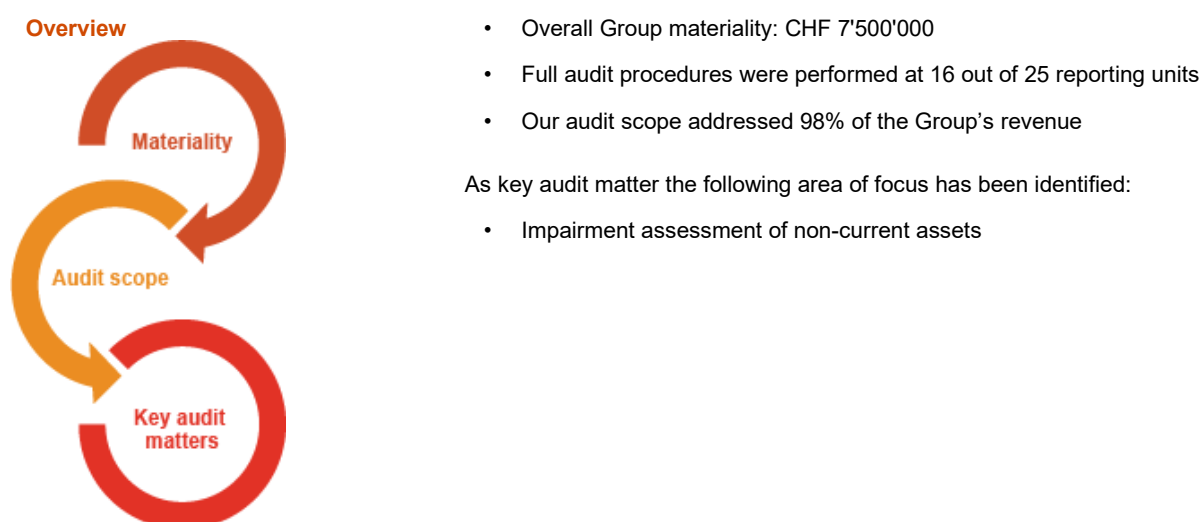 Overview
Materiality
Audit scope
Key audit
matters
• Overall Group materiality: CHF 7'500'000
• Full audit procedures were performed at 16 out of 25 reporting units
• Our audit scope addressed 98% of the Group’s revenue
As key audit matter the following area of focus has been identified:
• Impairment assessment of non-current assets